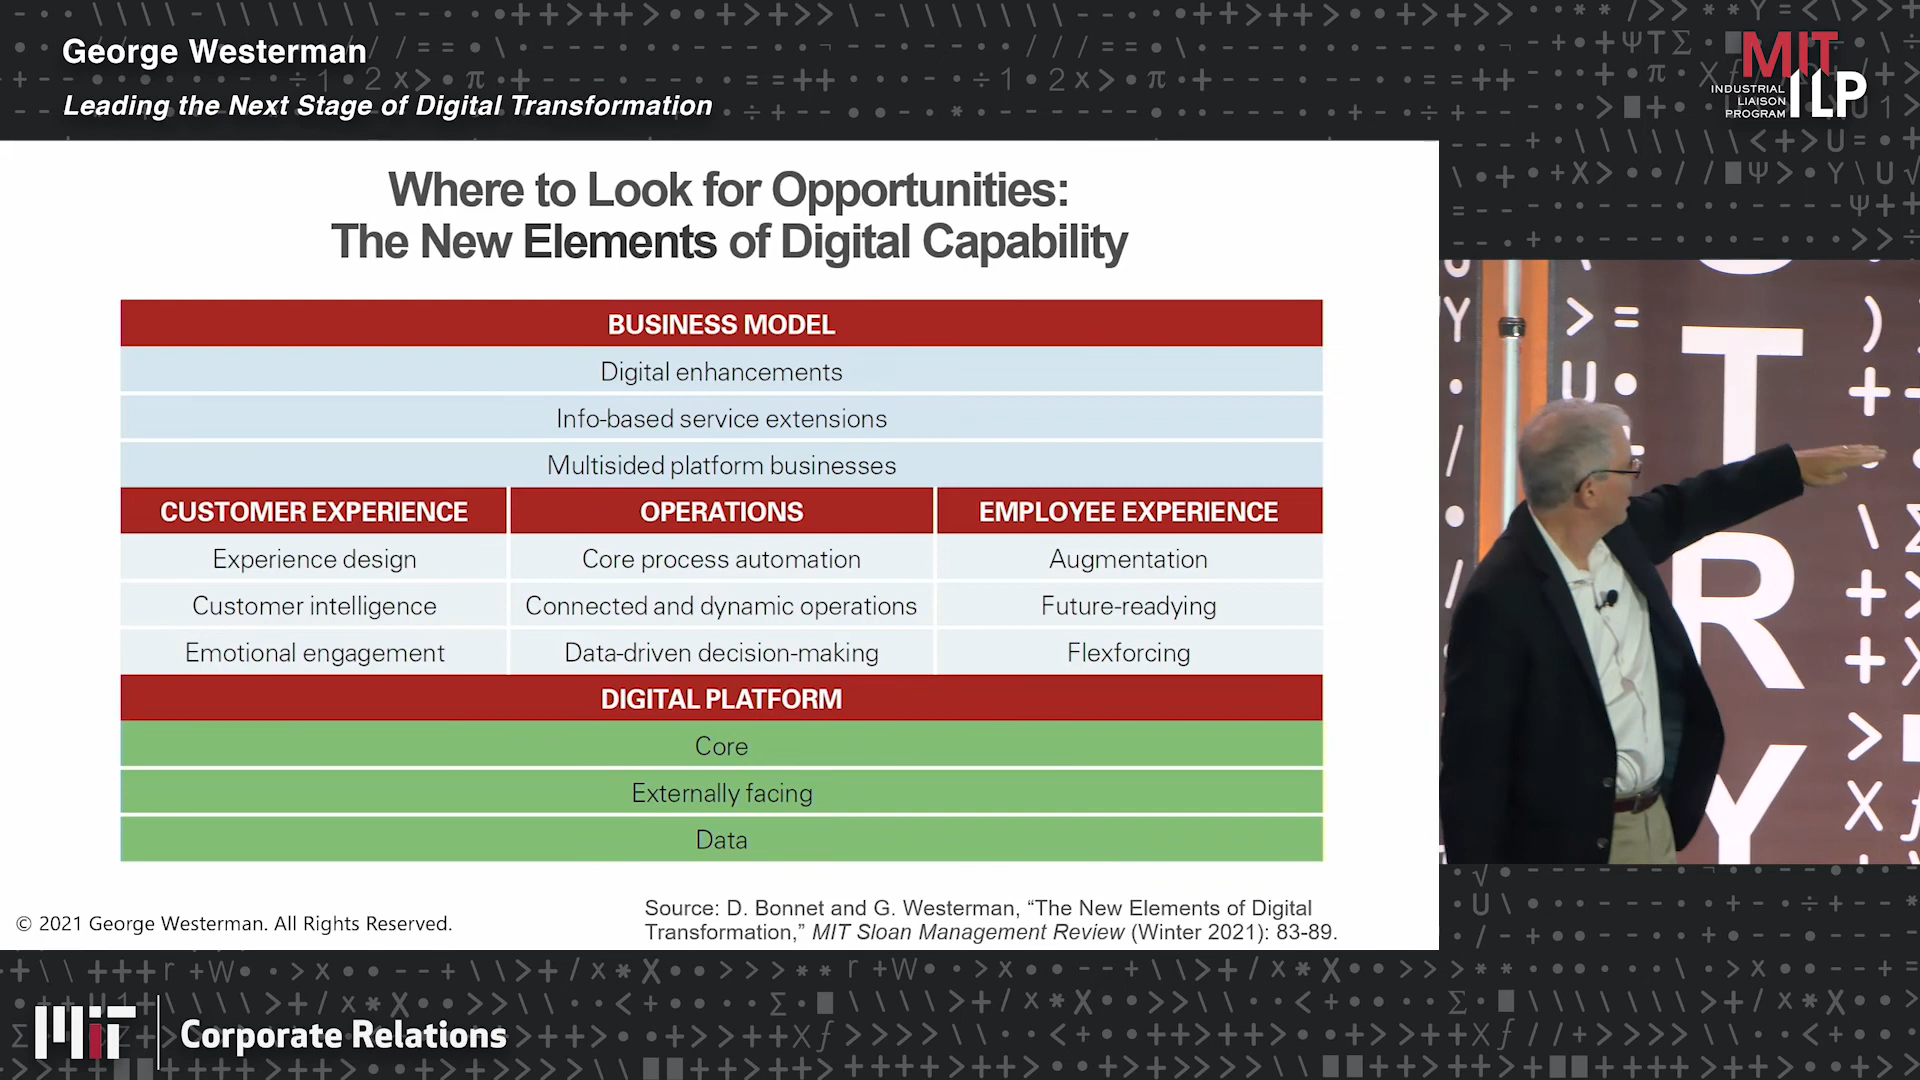 George Westerman
Leading the Next Stage of Digital Transformation
MIT
ILP
INDUSTRIAL
LIAISON
PROGRAM
Where to Look for Opportunities:
The New Elements of Digital Capability
BUSINESS MODEL
Digital enhancements
Info-based service extensions
Multisided platform businesses
CUSTOMER EXPERIENCE
OPERATIONS
EMPLOYEE EXPERIENCE
Experience design
Core process automation
Augmentation
Customer intelligence
Connected and dynamic operations
Future-readying
Emotional engagement
Data-driven decision-making
Flexforcing
DIGITAL PLATFORM
Core
Externally facing
Data
© 2021 George Westerman. All Rights Reserved.
Source: D. Bonnet and G. Westerman, “The New Elements of Digital
Transformation,” MIT Sloan Management Review (Winter 2021): 83-89.
T
R
Y
MIT
Corporate Relations